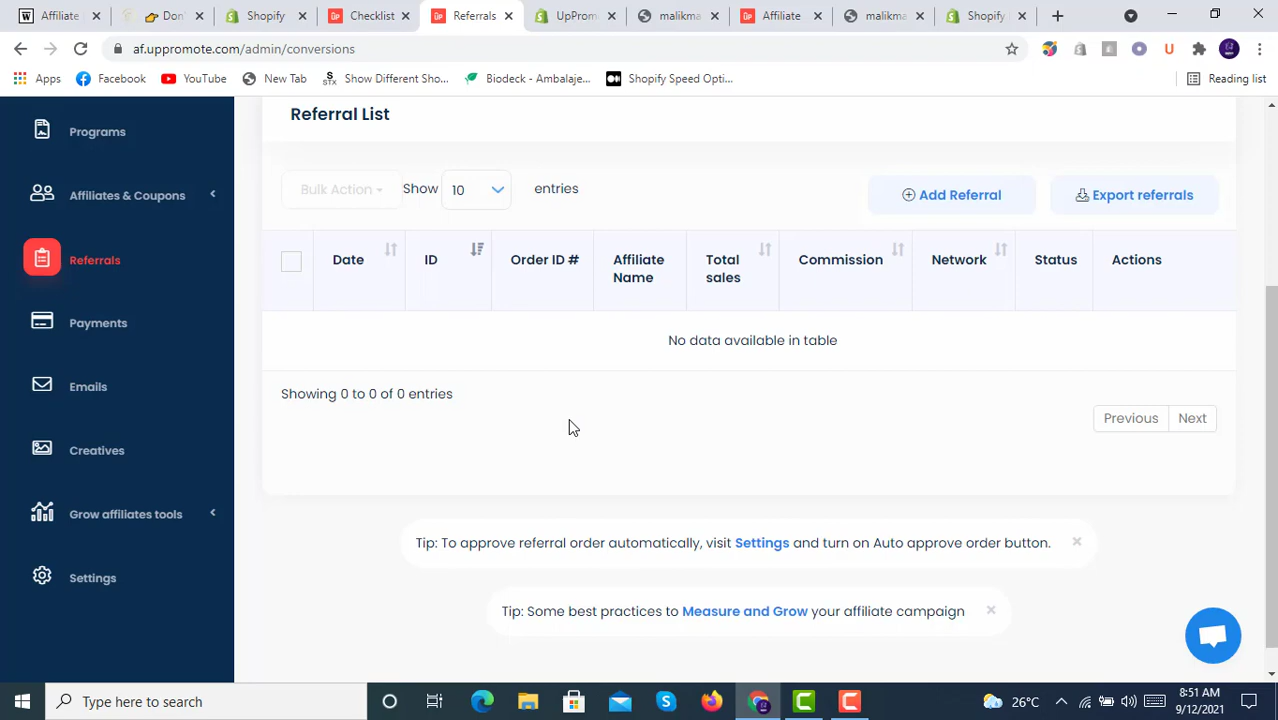 Affiliate
Don'
Shopify
Checklist
Referrals
UpProm
malikma
Affiliate
malikma
Shopify
af.uppromote.com/admin/conversions
Apps
Facebook
YouTube
New Tab
STX
Show Different Sho...
Biodeck - Ambalaje...
Shopify Speed Opti...
Reading list
Programs
Affiliates & Coupons
Referrals
Payments
Emails
Creatives
Grow affiliates tools
Settings
Referral List
Bulk Action
Show 10 entries
Add Referral
Export referrals
Date
ID
Order ID #
Affiliate Name
Total sales
Commission
Network
Status
Actions
No data available in table
Showing 0 to 0 of 0 entries
Previous
Next
Tip: To approve referral order automatically, visit Settings and turn on Auto approve order button.
Tip: Some best practices to Measure and Grow your affiliate campaign
Type here to search
26°C
8:51 AM
9/12/2021